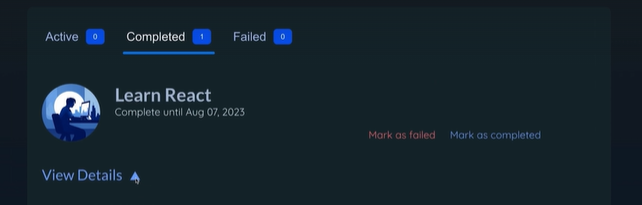 Active 0 Completed 1 Failed 0
Learn React
Complete until Aug 07, 2023
Mark as failed Mark as completed
View Details